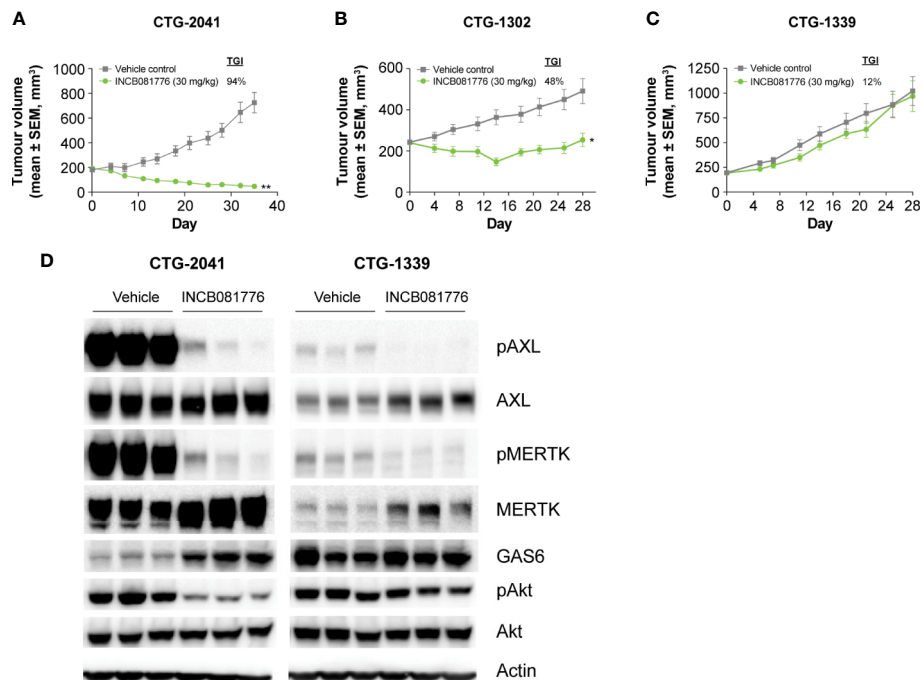 A
CTG-2041
Tumour volume
(mean ± SEM, mm³)
1000
800
600
400
200
0
0 10 20 30 40
Day
Vehicle control
INCB081776 (30 mg/kg)
TGI
94%
**
B
CTG-1302
Tumour volume
(mean ± SEM, mm³)
600
400
200
0
0 4 8 12 16 20 24 28
Day
Vehicle control
INCB081776 (30 mg/kg)
TGI
48%
*
C
CTG-1339
Tumour volume
(mean ± SEM, mm³)
1250
1000
750
500
250
0
0 4 8 12 16 20 24 28
Day
Vehicle control
INCB081776 (30 mg/kg)
TGI
12%
D
CTG-2041 CTG-1339
Vehicle INCB081776 Vehicle INCB081776
pAXL
AXL
pMERTK
MERTK
GAS6
pAkt
Akt
Actin